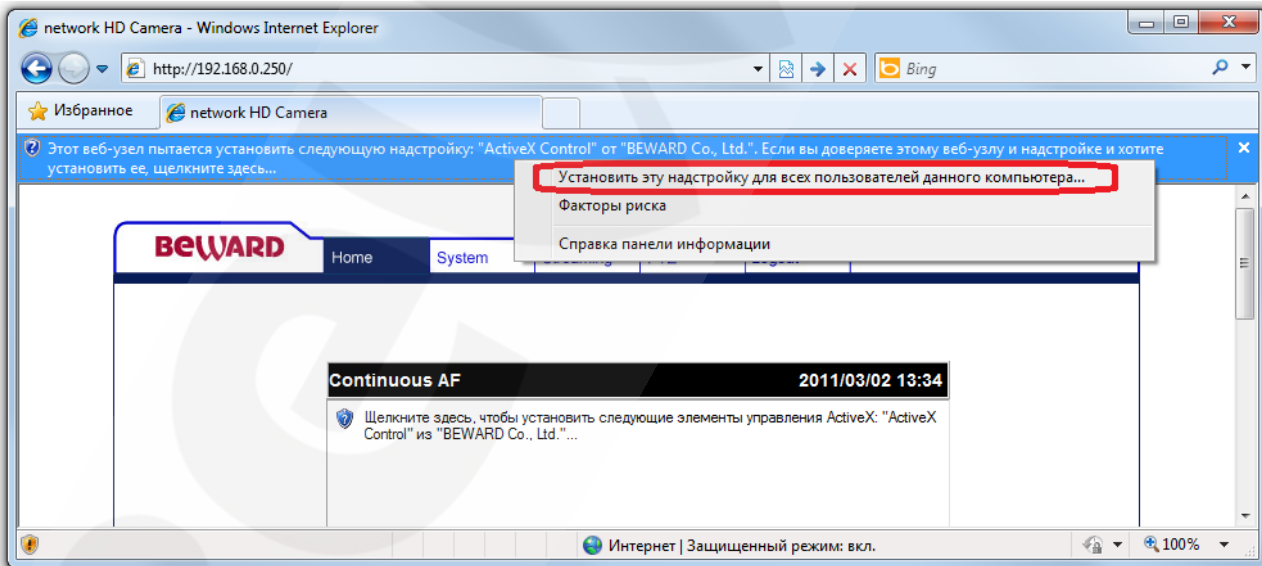 network HD Camera - Windows Internet Explorer
http://192.168.0.250/
Bing
Избранное
network HD Camera
Этот веб-узел пытается установить следующую надстройку: "ActiveX Control" от "BEWARD Co., Ltd.". Если вы доверяете этому веб-узлу и надстройке и хотите
установить ее, щелкните здесь...
Установить эту надстройку для всех пользователей данного компьютера...
Факторы риска
Справка панели информации
BEWARD
Home
System
Continuous AF
2011/03/02 13:34
Щелкните здесь, чтобы установить следующие элементы управления ActiveX: "ActiveX
Control" из "BEWARD Co., Ltd."...
Интернет | Защищенный режим: вкл.
100%